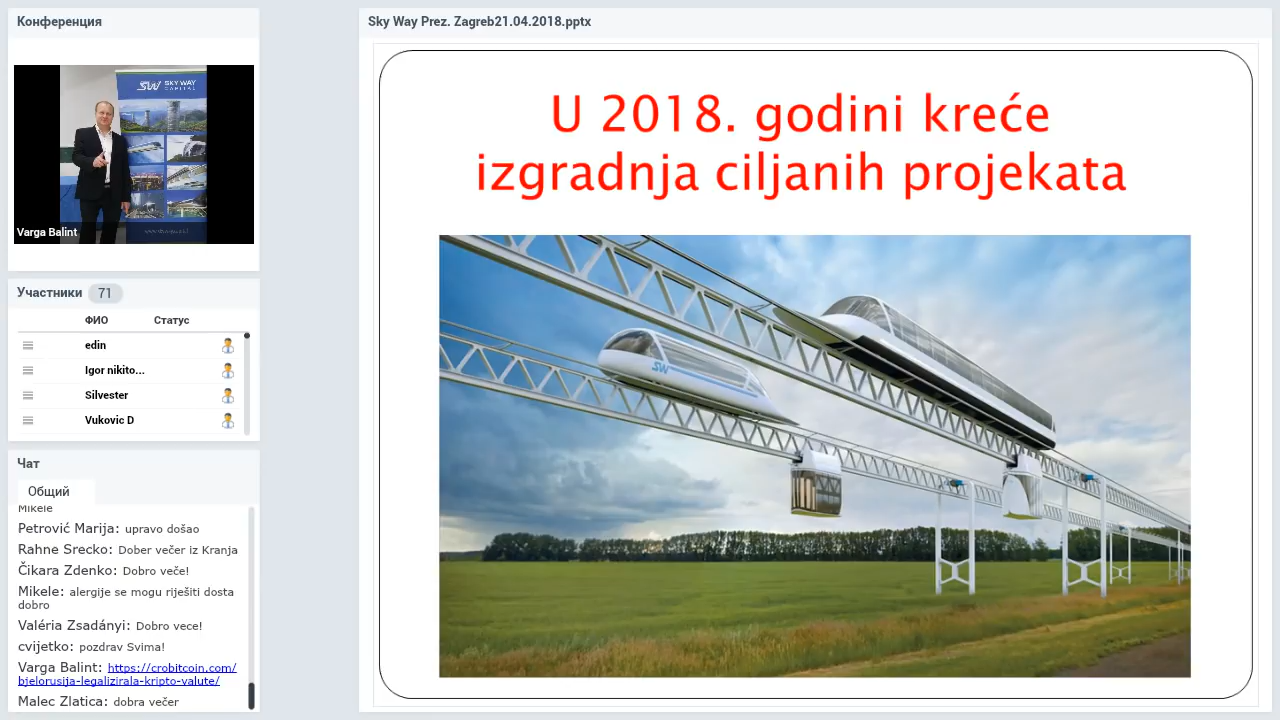 Конференция
SW SKY WAY
CAPITAL
Varga Balint
Участники 71
ФИО Статус
edin
Igor nikito...
Silvester
Vukovic D
Чат
Общий
Mikele
Petrović Marija: upravo došao
Rahne Srecko: Dober večer iz Kranja
Čikara Zdenko: Dobro veče!
Mikele: alergije se mogu riješiti dosta
dobro
Valéria Zsadányi: Dobro vece!
cvijetko: pozdrav Svima!
Varga Balint: https://crobitcoin.com/
bjelorusija-legalizirala-kripto-valute/
Malec Zlatica: dobra večer
Sky Way Prez. Zagreb21.04.2018.pptx
U 2018. godini kreće
izgradnja ciljanih projekata
SW